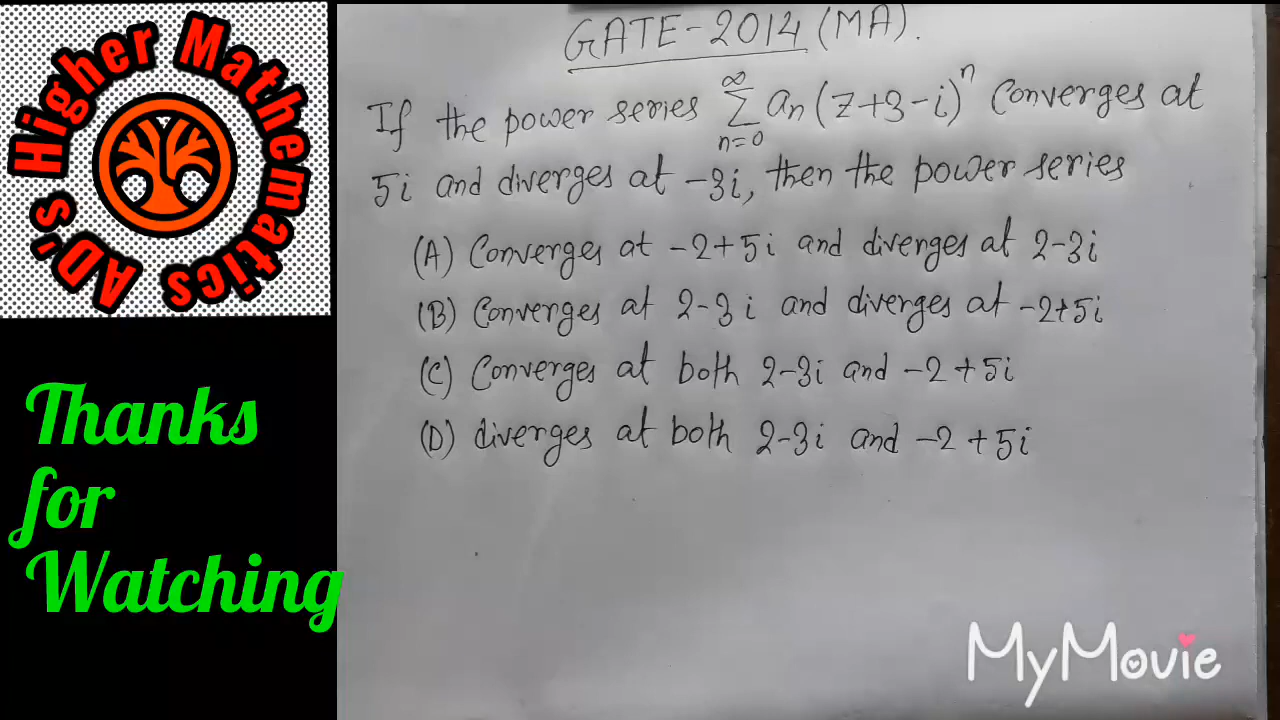 AD's Higher Mathematics
Thanks
for
Watching
GATE-2014 (MA).
If the power series ∑_{n=0}^{∞} a_n (z+3-i)^n Converges at
5i and diverges at -3i, then the power series
(A) Converges at -2+5i and diverges at 2-3i
(B) Converges at 2-3i and diverges at -2+5i
(C) Converges at both 2-3i and -2+5i
(D) diverges at both 2-3i and -2+5i
MyMovie